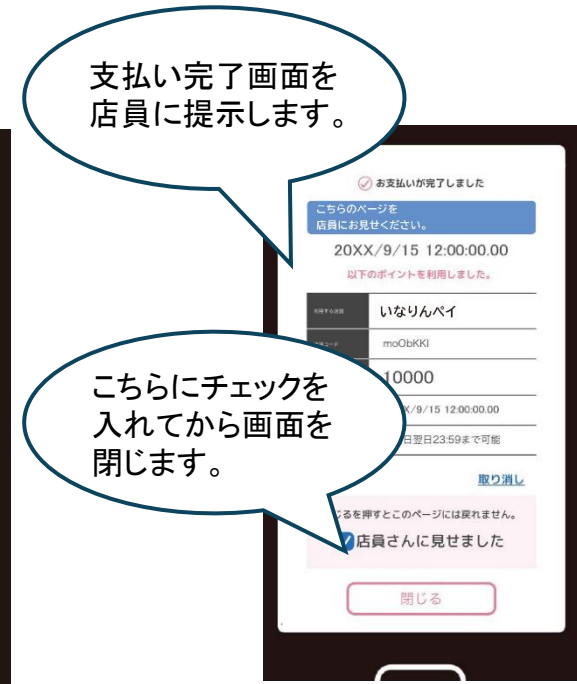 支払い完了画面を
店員に提示します。
お支払いが完了しました
こちらのページを
店員にお見せください。
20XX/9/15 12:00:00.00
以下のポイントを利用しました。
利用する店舗 いなりんペイ
moObKKI
こちらにチェックを
入れてから画面を
閉じます。
10000
/9/15 12:00:00.00
翌日23:59まで可能
取り消し
るを押すとこのページには戻れません。
店員さんに見せました
閉じる